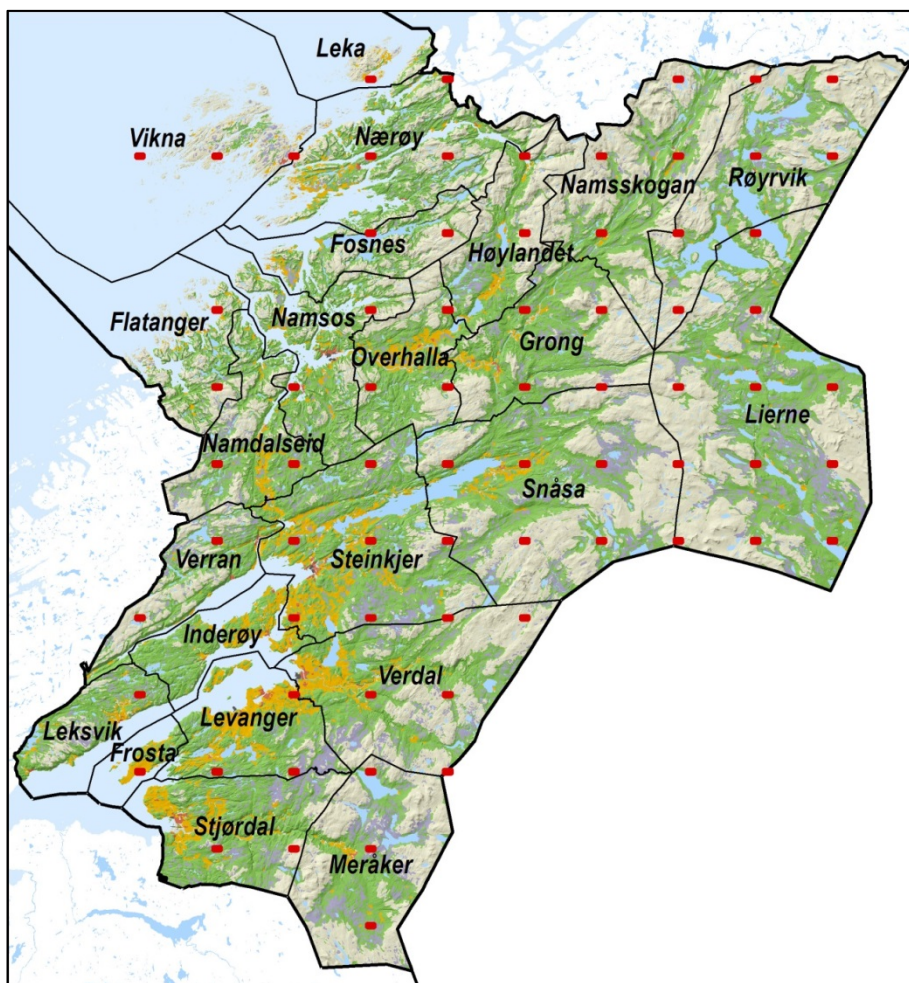 Leka
Vikna
Nærøy
Namsskogan
Røyrvik
Fosnes
Høylandet
Flatanger
Namsos
Overhalla
Grong
Lierne
Namdalseid
Snåsa
Verran
Steinkjer
Inderøy
Verdal
Leksvik
Levanger
Frosta
Stjørdal
Meråker